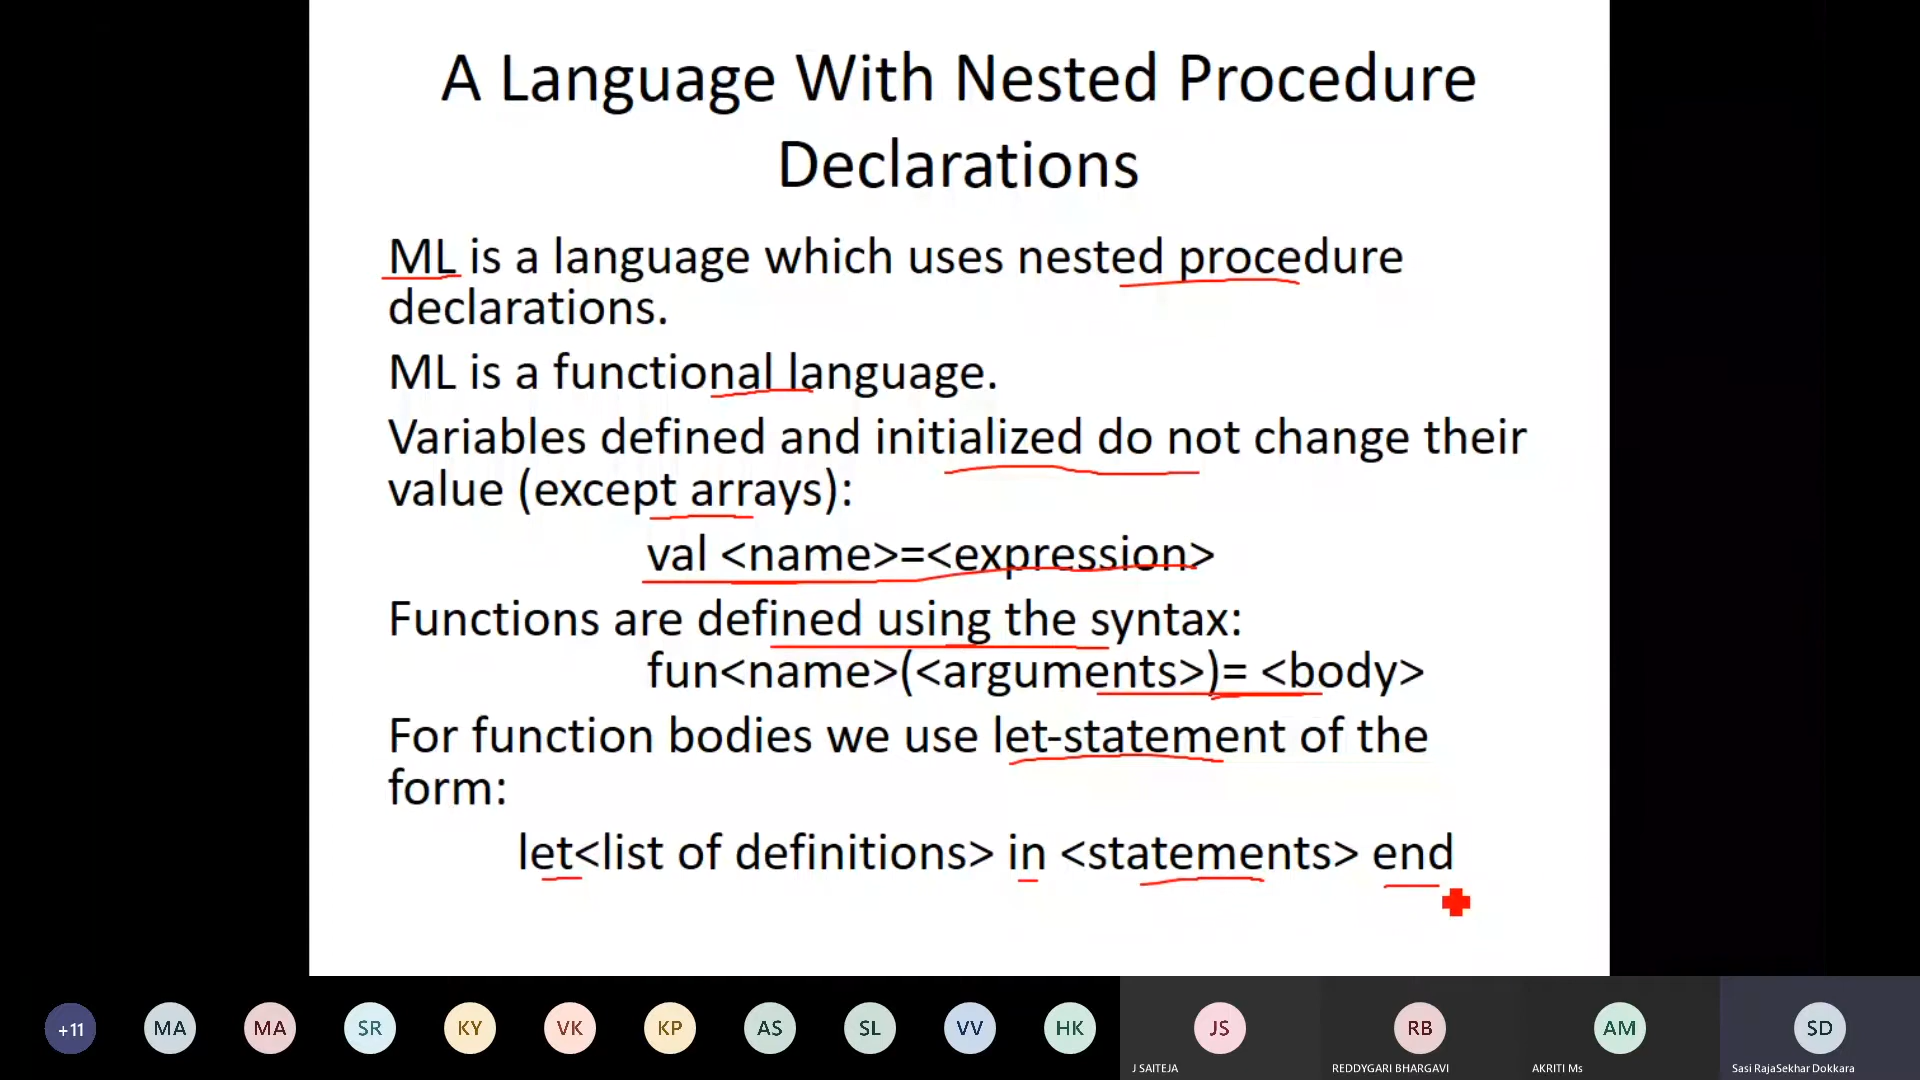 A Language With Nested Procedure
Declarations
ML is a language which uses nested procedure
declarations.
ML is a functional language.
Variables defined and initialized do not change their
value (except arrays):
val <name>=<expression>
Functions are defined using the syntax:
fun<name>(<arguments>)= <body>
For function bodies we use let-statement of the
form:
let<list of definitions> in <statements> end
+11 MA MA SR KY VK KP AS SL VV HK JS RB AM SD
J SAITEJA REDDYGARI BHARGAVI AKRITI Ms Sasi RajaSekhar Dokkara